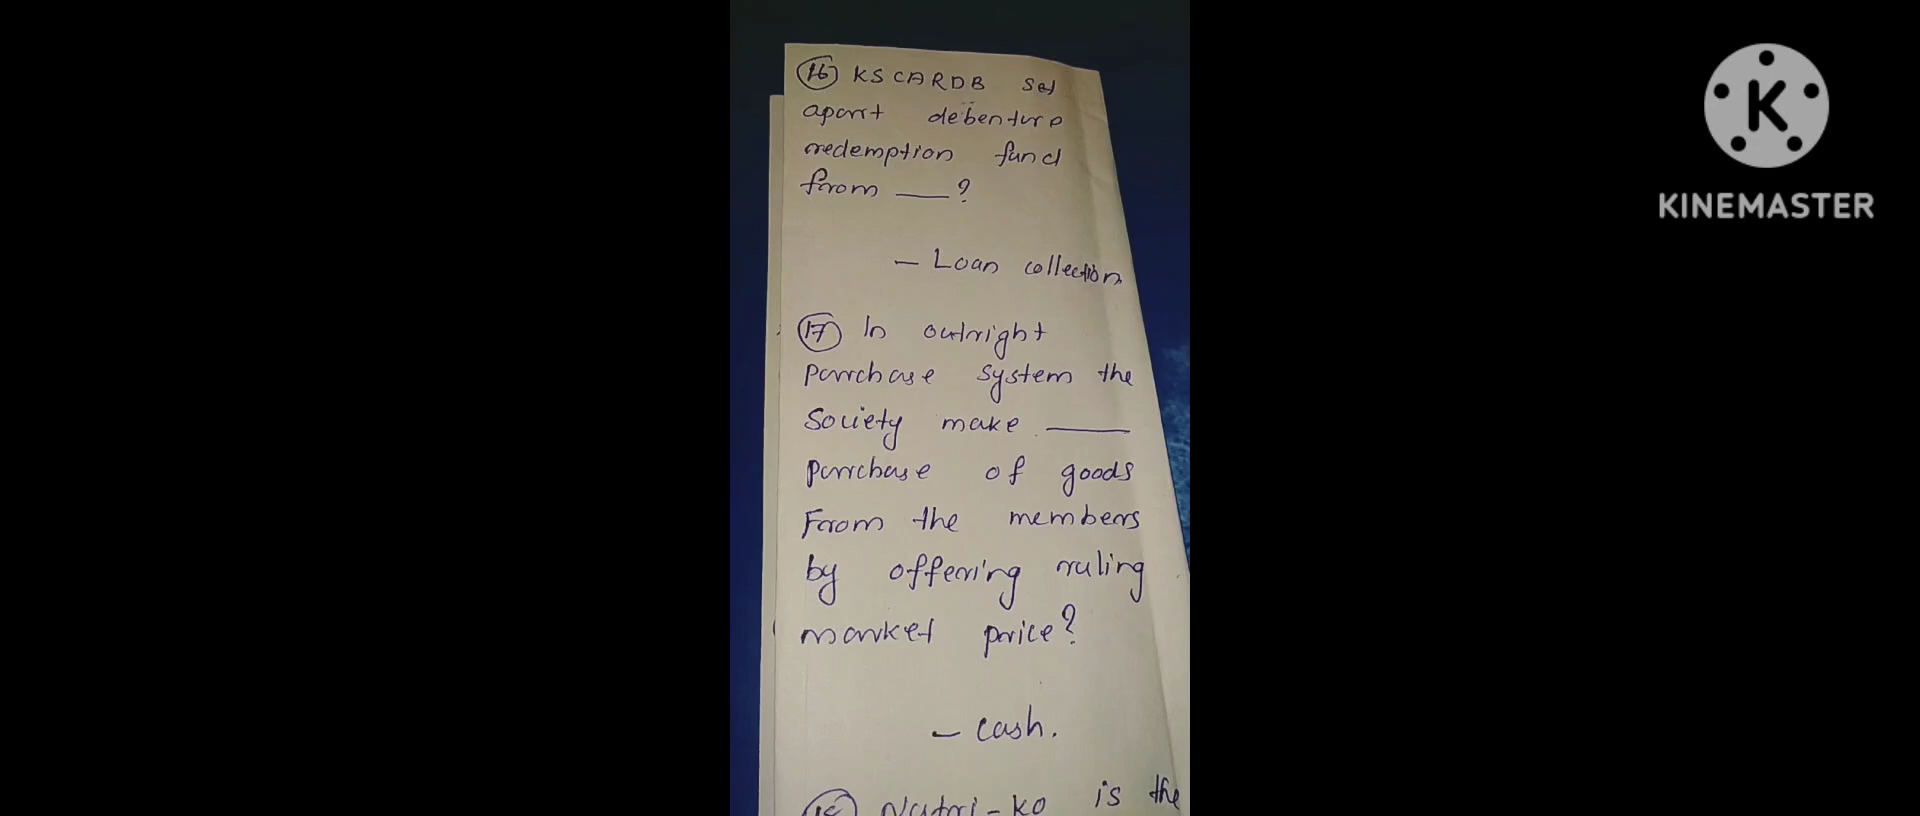 16 KSCARDB set
apart debenture
redemption fund
from ___?
- Loan collection
17 In outright
purchase system the
Society make ___
purchase of goods
From the members
by offering ruling
market price?
- cash.
is the
K
KINEMASTER